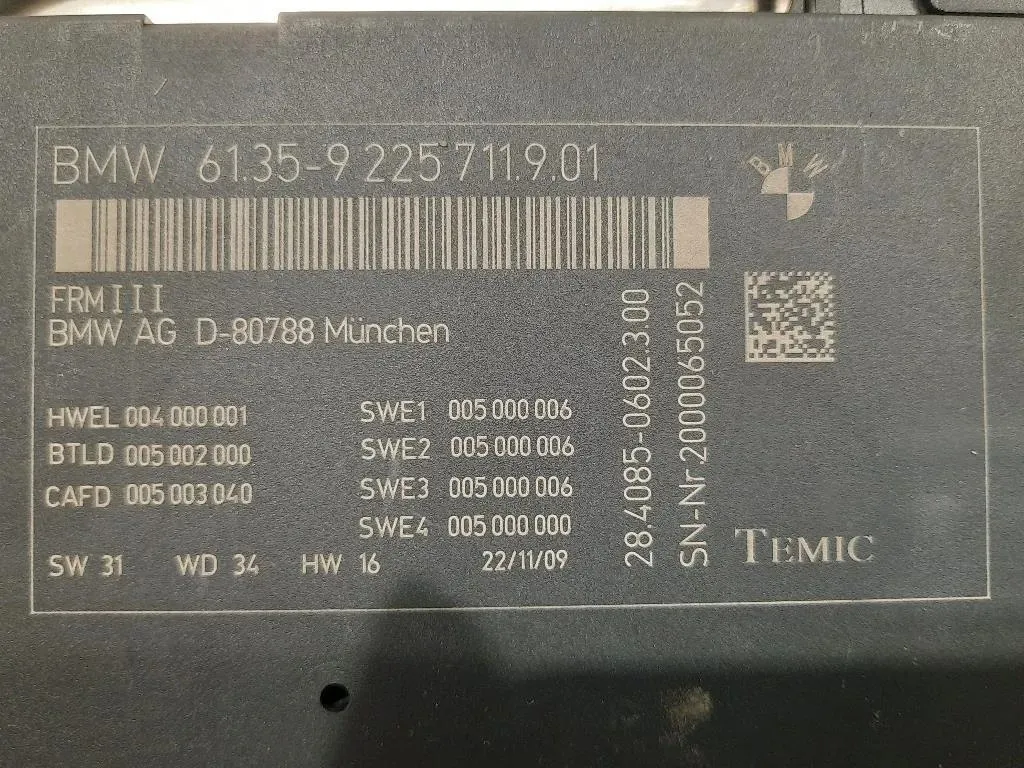 BMW 61.35-9 225 711.9.01
BMW
FRM III
BMW AG D-80788 München
HWEL 004 000 001
BTLD 005 002 000
CAFD 005 003 040
SWE1 005 000 006
SWE2 005 000 006
SWE3 005 000 006
SWE4 005 000 000
SW 31 WD 34 HW 16 22/11/09
28.4085-0602.3.00
SN-Nr.2000065052
TEMIC